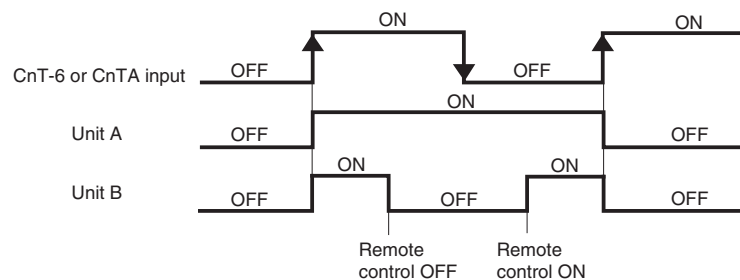 ON
ON
CnT-6 or CnTA input
OFF
OFF
ON
Unit A
OFF
OFF
ON
ON
Unit B
OFF
OFF
OFF
Remote
control OFF
Remote
control ON